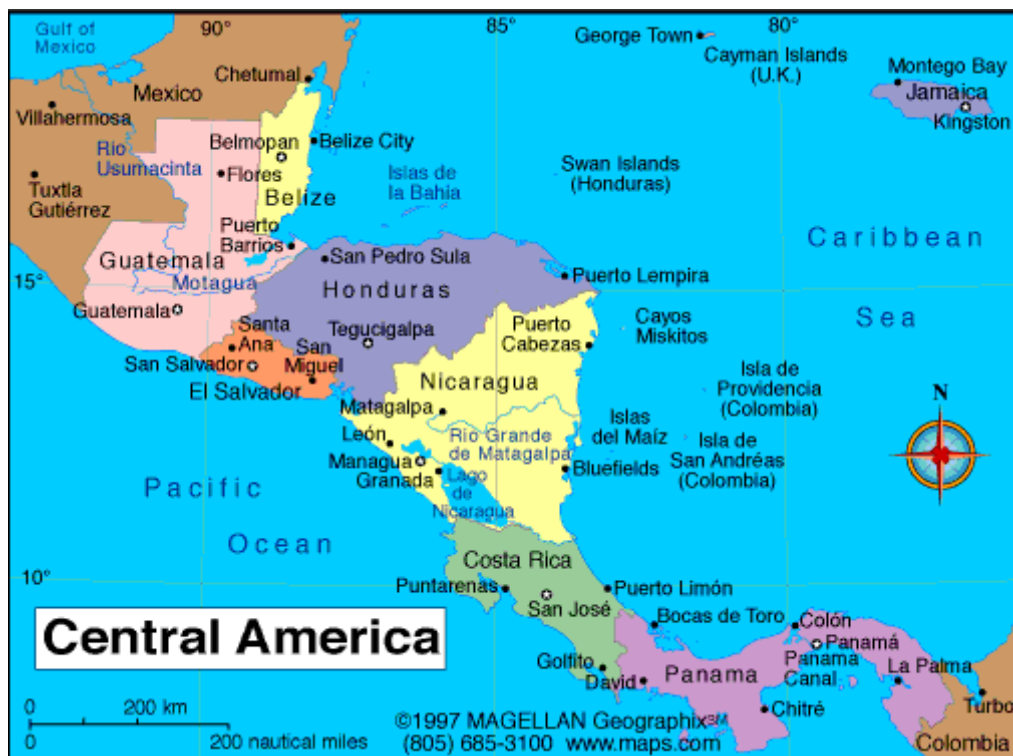 Gulf of
Mexico
90°
85°
80°
George Town
Cayman Islands
(U.K.)
Montego Bay
Jamaica
Kingston
Chetumal
Mexico
Villahermosa
Belmopan
Belize City
Rio
Usumacinta
Flores
Islas de
la Bahia
Swan Islands
(Honduras)
Tuxtla
Gutiérrez
Belize
Puerto
Barrios
Caribbean
Sea
Guatemala
San Pedro Sula
Motagua
15°
Honduras
Puerto Lempira
Guatemala
Santa
Ana
Tegucigalpa
Puerto
Cabezas
Cayos
Miskitos
San
Miguel
San Salvador
El Salvador
Nicaragua
Isla de
Providencia
(Colombia)
N
Matagalpa
Islas
del Maíz
León
Rio Grande
de Matagalpa
Isla de
San Andréas
(Colombia)
Managua
Granada
Bluefields
Lago
de
Nicaragua
Pacific
Ocean
Costa Rica
10°
Puntarenas
Puerto Limón
San José
Bocas de Toro
Colón
Panamá
Central America
Golfito
David
Panama
Panama
Canal
La Palma
Chitré
Turbo
Colombia
0
200 km
0
200 nautical miles
©1997 MAGELLAN Geographix℠
(805) 685-3100 www.maps.com